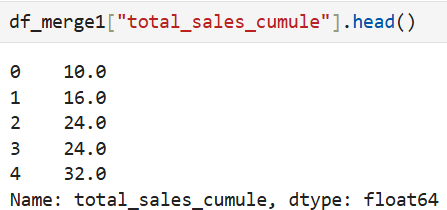 df_merge1["total_sales_cumule"].head()
0    10.0
1    16.0
2    24.0
3    24.0
4    32.0
Name: total_sales_cumule, dtype: float64